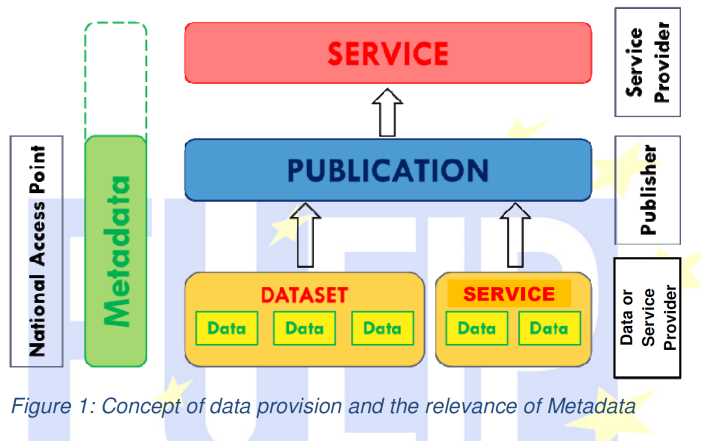 SERVICE
Service
Provider
National Access Point
Metadata
PUBLICATION
Publisher
DATASET
Data Data Data
SERVICE
Data Data
Data or
Service
Provider
Figure 1: Concept of data provision and the relevance of Metadata